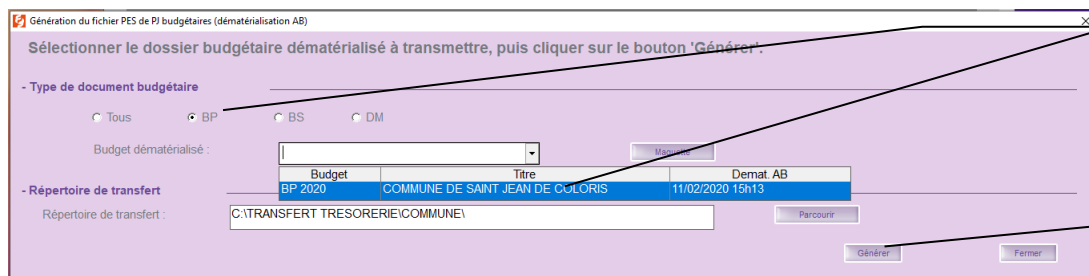 Génération du fichier PES de PJ budgétaires (dématérialisation AB)
Sélectionner le dossier budgétaire dématérialisé à transmettre, puis cliquer sur le bouton 'Générer'.
- Type de document budgétaire
Tous BP BS DM
Budget dématérialisé : Maquette
Budget Titre Demat. AB
BP 2020 COMMUNE DE SAINT JEAN DE COLORIS 11/02/2020 15h13
- Répertoire de transfert
Répertoire de transfert : C:\TRANSFERT TRESORERIE\COMMUNE\ Parcourir
Générer Fermer